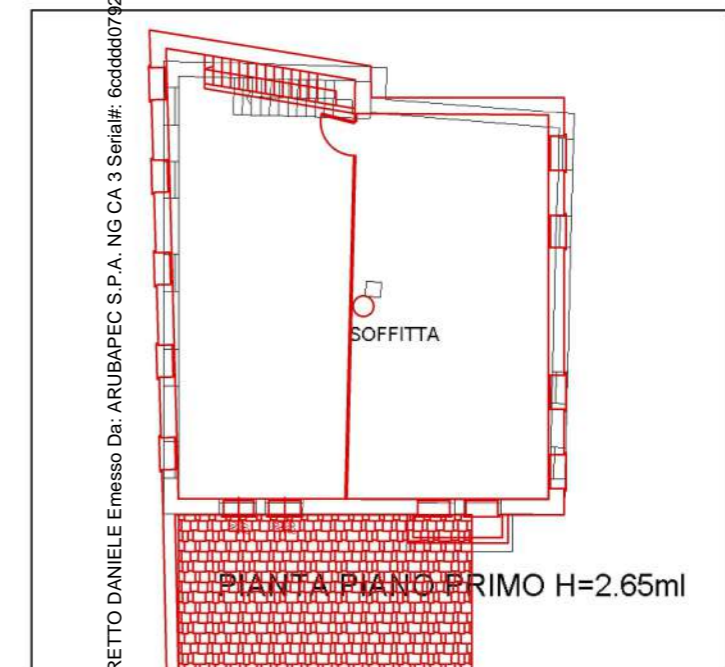 RETTO DANIELE Emesso Da: ARUBAPEC S.P.A. NG CA 3 Serial#: 6cdddd0792
SOFFITTA
PIANTA PIANO PRIMO H=2.65ml